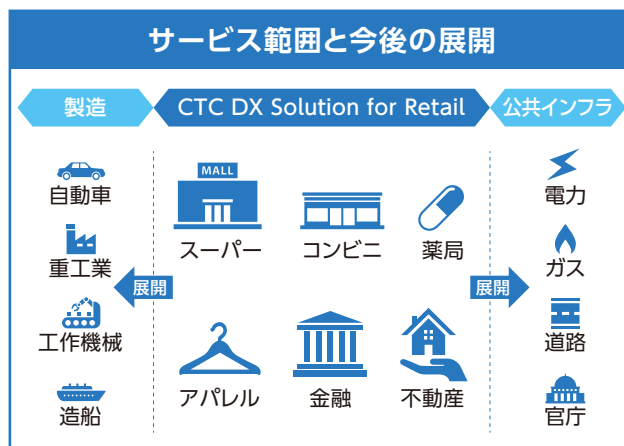 サービス範囲と今後の展開
製造
CTC DX Solution for Retail
公共インフラ
自動車
重工業
工作機械
造船
展開
MALL
スーパー
コンビニ
薬局
アパレル
金融
不動産
展開
電力
ガス
道路
官庁